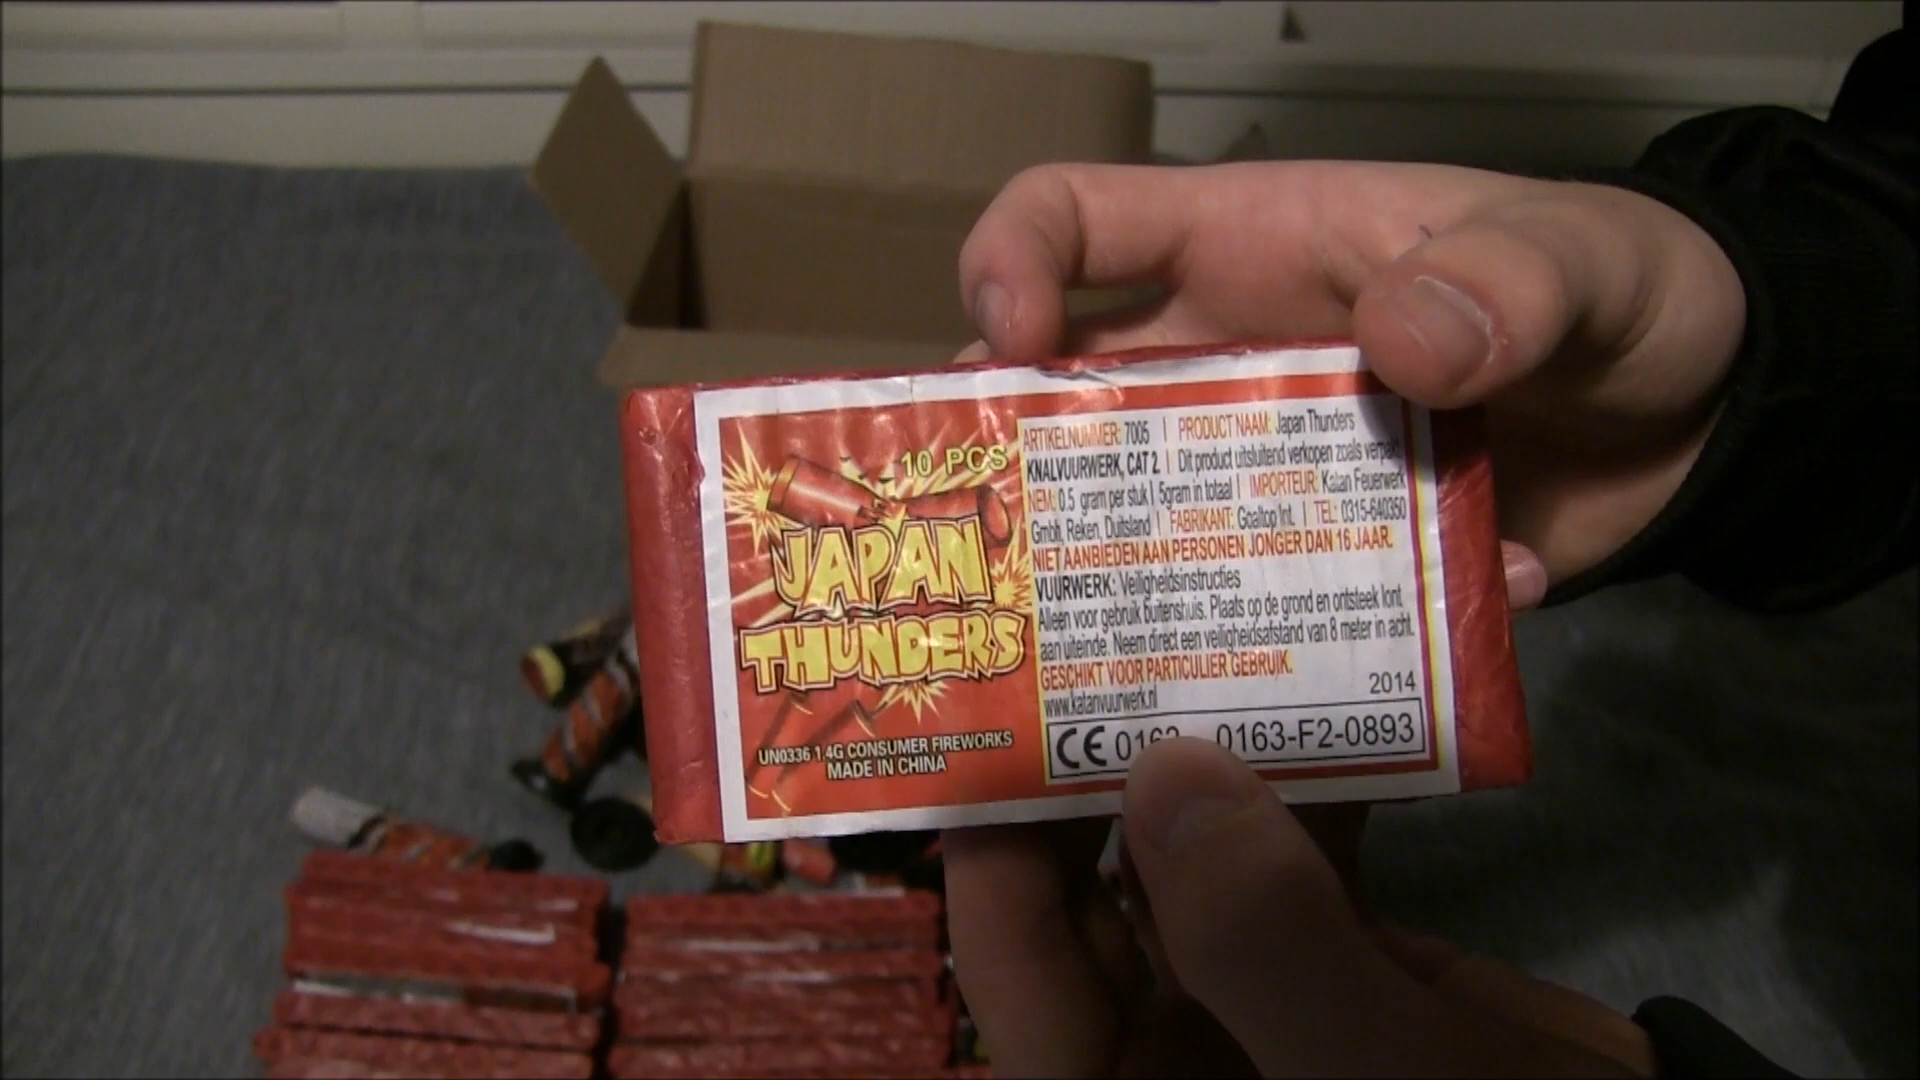 10 PCS
JAPAN
THUNDERS
UN0336 1.4G CONSUMER FIREWORKS
MADE IN CHINA
ARTIKELNUMMER: 7005 | PRODUCT NAAM: Japan Thunders
KNALVUURWERK, CAT 2 | Dit product uitsluitend verkopen zoals verpakt
NEM: 0.5 gram per stuk | 5gram in totaal | IMPORTEUR: Katan Feuerwerk
Gmbh, Reken, Duitsland | FABRIKANT: Goaltop Int. | TEL: 0315-640350
NIET AANBIEDEN AAN PERSONEN JONGER DAN 16 JAAR.
VUURWERK: Veiligheidsinstructies
Alleen voor gebruik buitenshuis. Plaats op de grond en ontsteek lont
aan uiteinde. Neem direct een veiligheidsafstand van 8 meter in acht.
GESCHIKT VOOR PARTICULIER GEBRUIK.
www.katanvuurwerk.nl
2014
CE 0163 0163-F2-0893